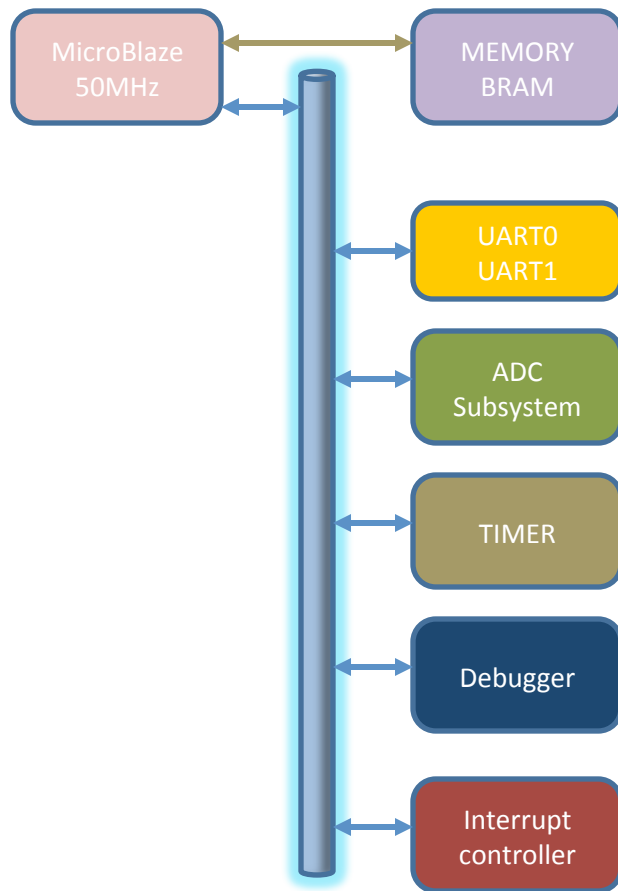 MicroBlaze
50MHz
MEMORY
BRAM
UART0
UART1
ADC
Subsystem
TIMER
Debugger
Interrupt
controller